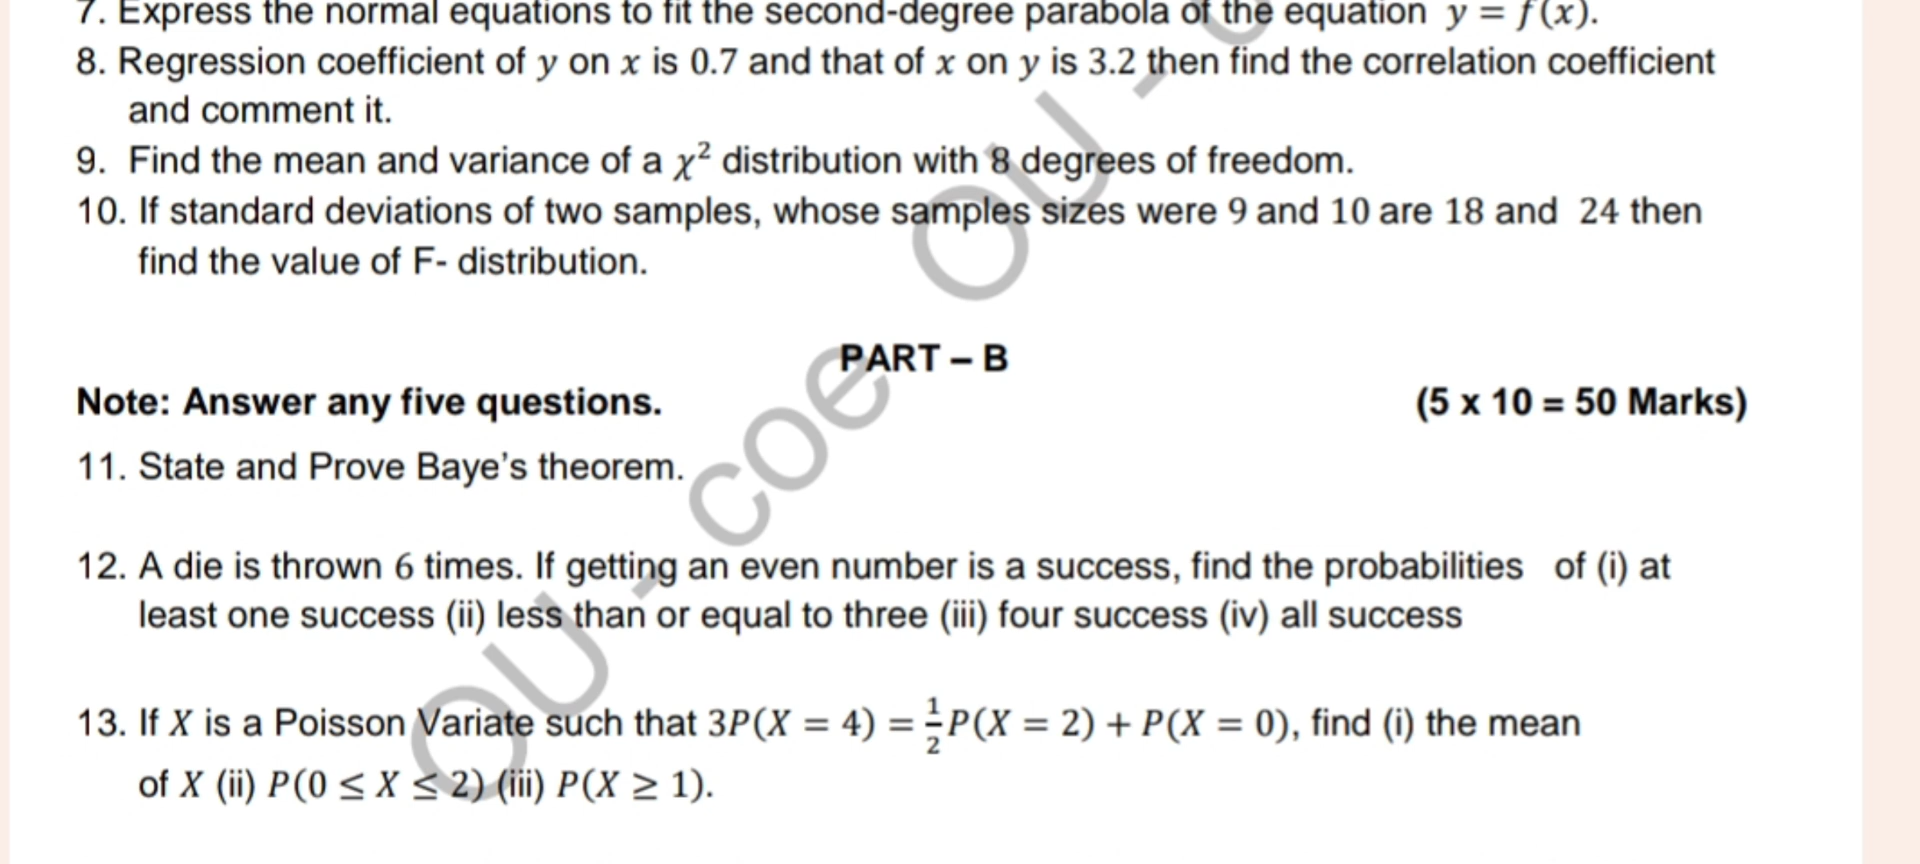 7. Express the normal equations to fit the second-degree parabola of the equation y = f(x).
8. Regression coefficient of y on x is 0.7 and that of x on y is 3.2 then find the correlation coefficient
and comment it.
9. Find the mean and variance of a χ² distribution with 8 degrees of freedom.
10. If standard deviations of two samples, whose samples sizes were 9 and 10 are 18 and 24 then
find the value of F- distribution.
PART – B
Note: Answer any five questions. (5 x 10 = 50 Marks)
11. State and Prove Baye's theorem.
12. A die is thrown 6 times. If getting an even number is a success, find the probabilities of (i) at
least one success (ii) less than or equal to three (iii) four success (iv) all success
13. If X is a Poisson Variate such that 3P(X = 4) = 1/2 P(X = 2) + P(X = 0), find (i) the mean
of X (ii) P(0 ≤ X ≤ 2) (iii) P(X ≥ 1).
OU - coe OU -